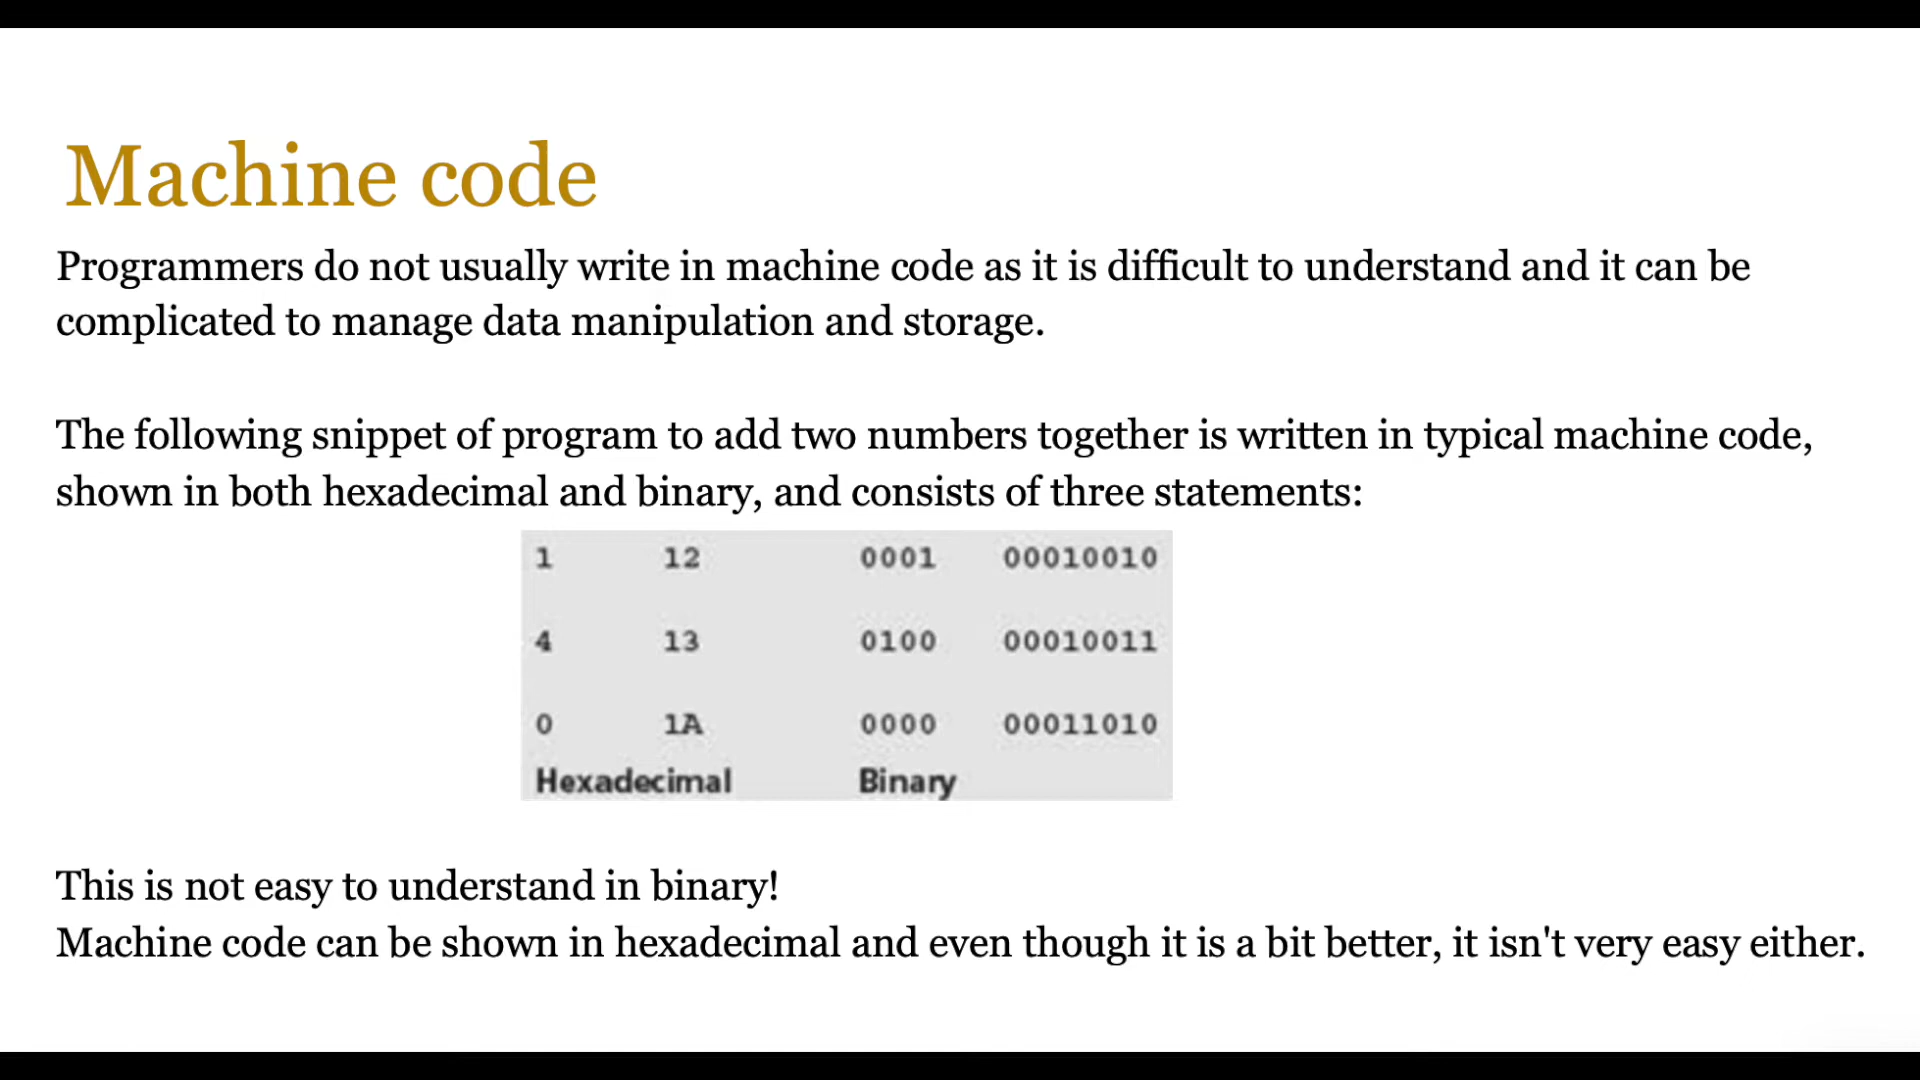 Machine code
Programmers do not usually write in machine code as it is difficult to understand and it can be
complicated to manage data manipulation and storage.
The following snippet of program to add two numbers together is written in typical machine code,
shown in both hexadecimal and binary, and consists of three statements:
1 12 0001 00010010
4 13 0100 00010011
0 1A 0000 00011010
Hexadecimal Binary
This is not easy to understand in binary!
Machine code can be shown in hexadecimal and even though it is a bit better, it isn't very easy either.